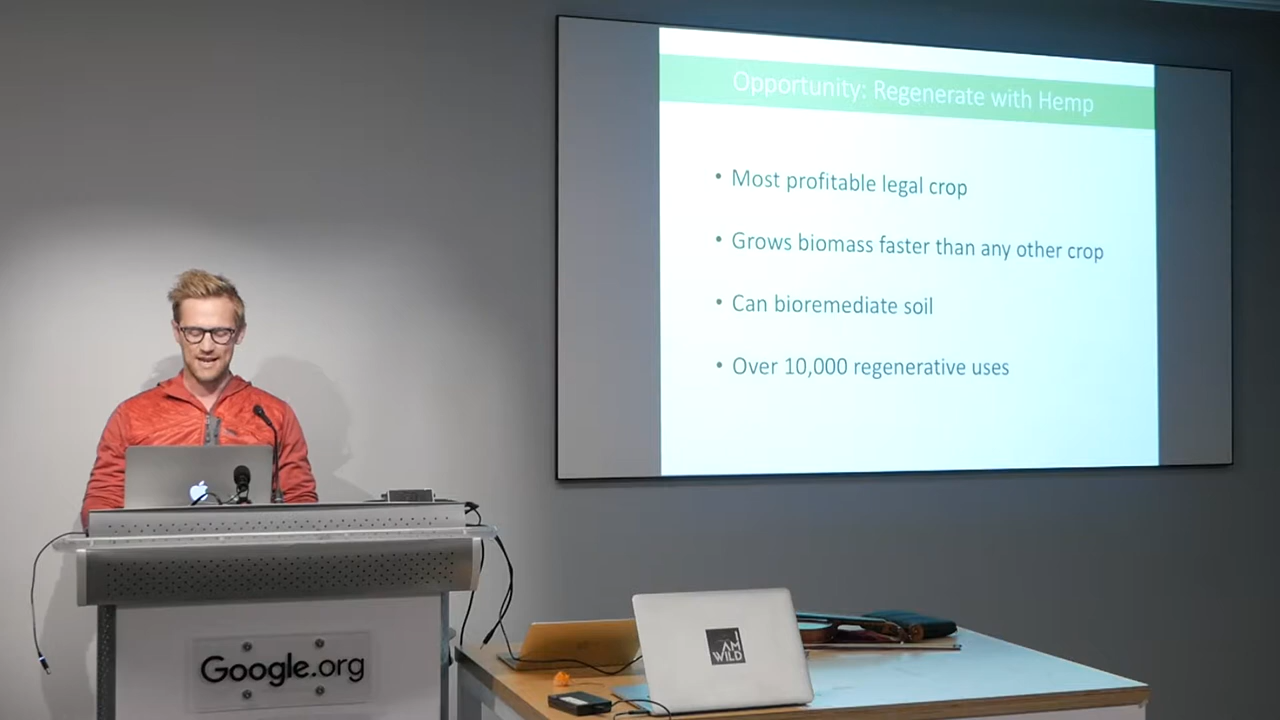 Opportunity: Regenerate with Hemp
• Most profitable legal crop
• Grows biomass faster than any other crop
• Can bioremediate soil
• Over 10,000 regenerative uses
Google.org
I
AM
WILD